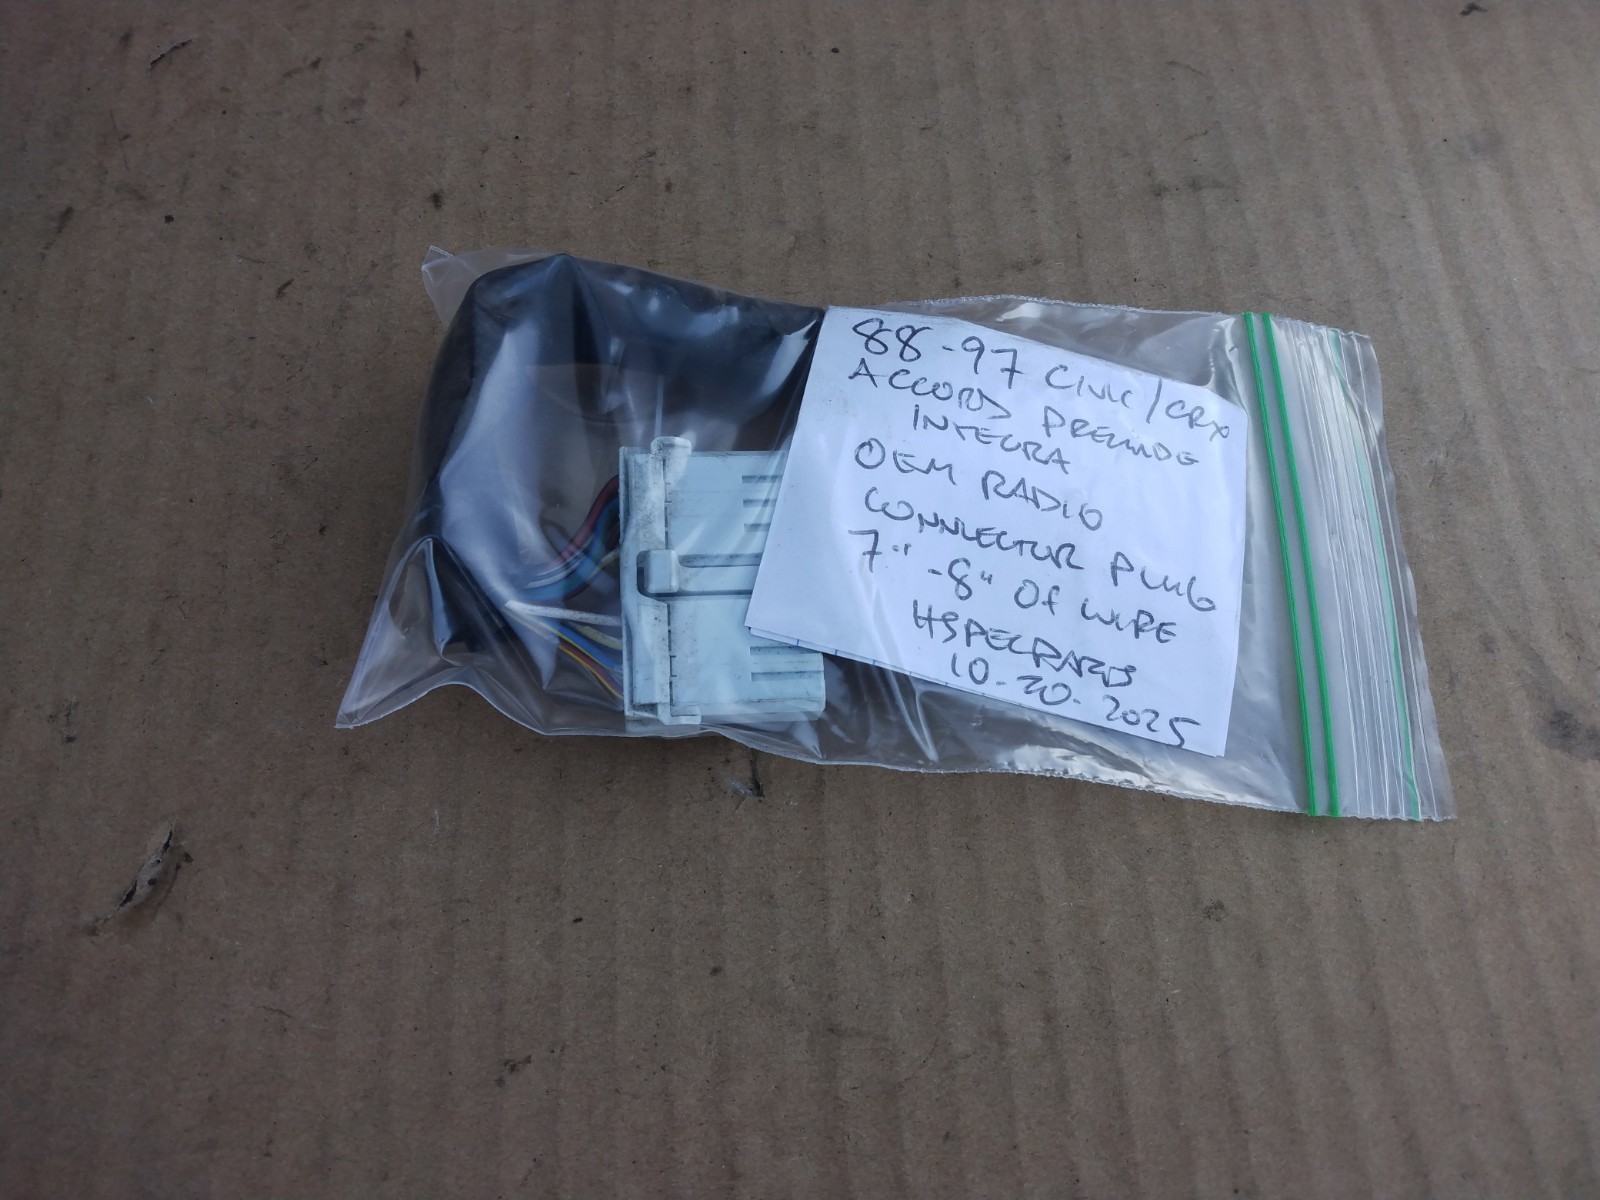 88-97 CIVIC/CRX
ACCORD PRELUDE
INTEGRA
OEM RADIO
CONNECTOR PLUG
7"-8" OF WIRE
HSPECPARTS
10-20-2025